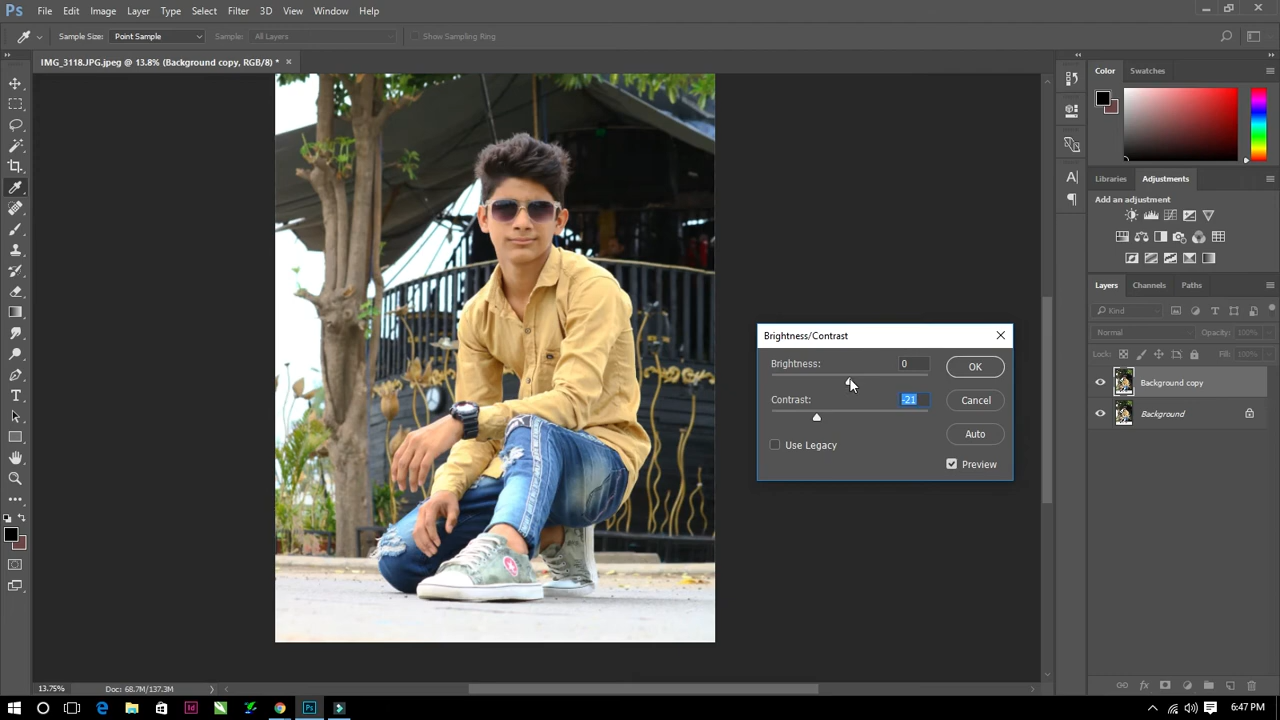 Ps File Edit Image Layer Type Select Filter 3D View Window Help
Sample Size: Point Sample Sample: All Layers Show Sampling Ring
IMG_3118.JPG.jpeg @ 13.8% (Background copy, RGB/8) *
Color Swatches
Libraries Adjustments
Add an adjustment
Layers Channels Paths
Kind
Normal Opacity: 100%
Lock: Fill: 100%
Background copy
Background
Brightness/Contrast
Brightness: 0
OK
Contrast: -21
Cancel
Auto
Use Legacy
Preview
13.75% Doc: 68.7M/137.3M
6:47 PM